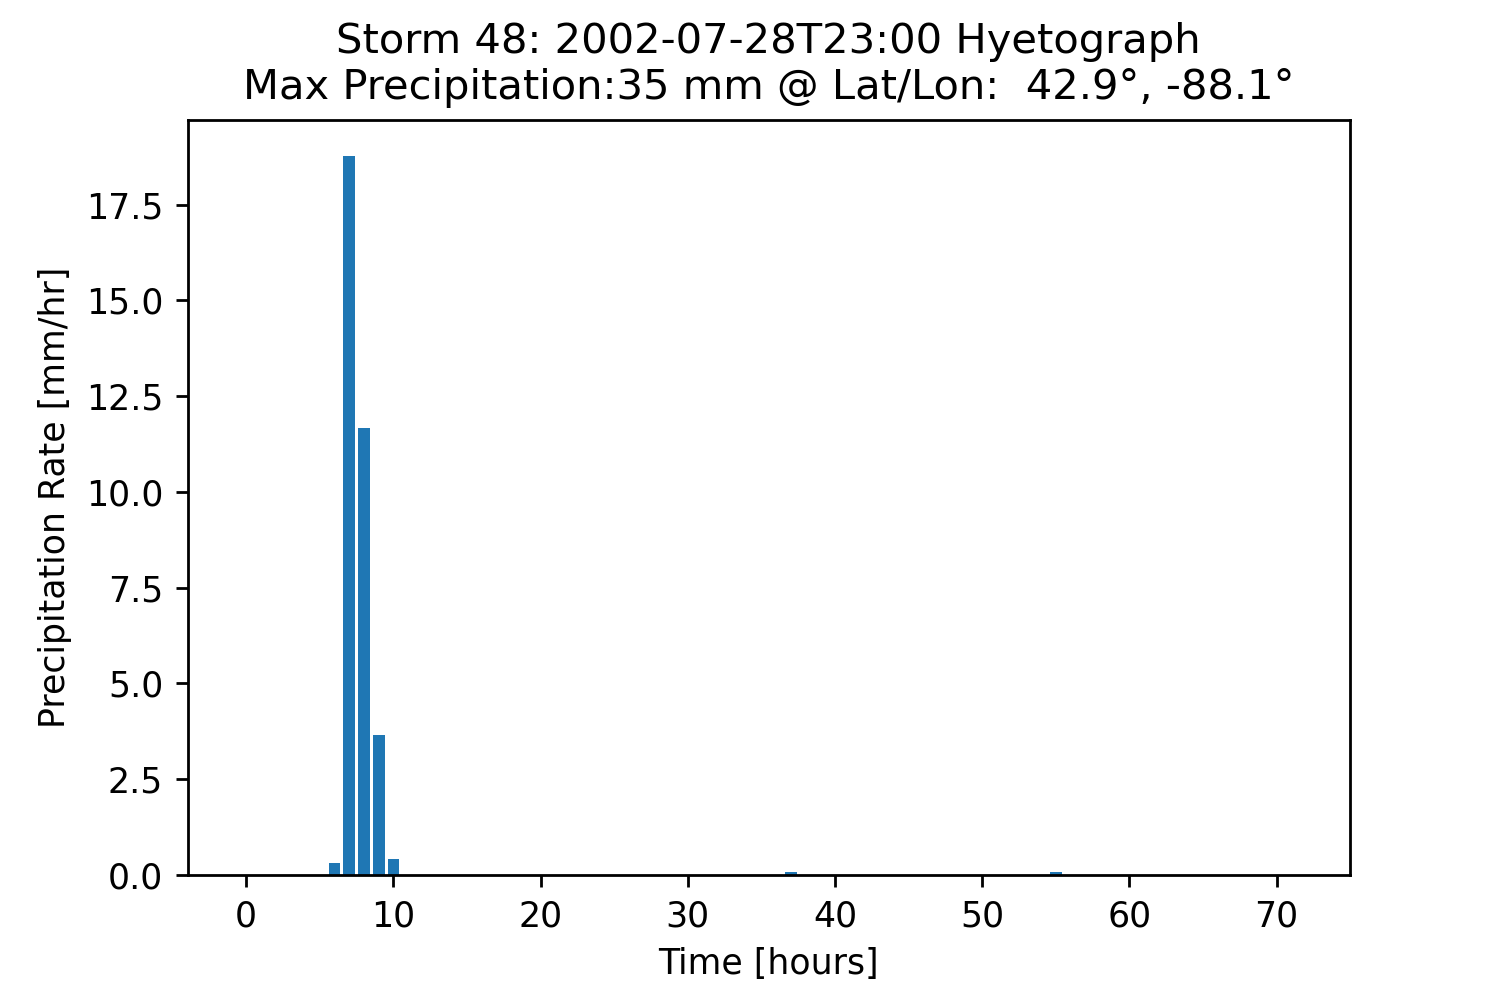 Storm 48: 2002-07-28T23:00 Hyetograph
Max Precipitation:35 mm @ Lat/Lon:  42.9°, -88.1°
Precipitation Rate [mm/hr]
17.5
15.0
12.5
10.0
7.5
5.0
2.5
0.0
0 10 20 30 40 50 60 70
Time [hours]